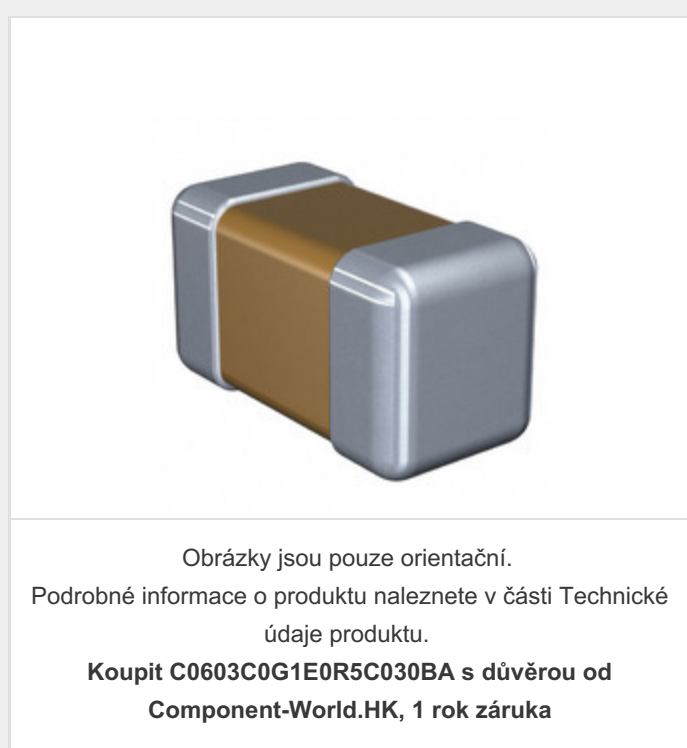 Obrázky jsou pouze orientační.
Podrobné informace o produktu naleznete v části Technické
údaje produktu.
Koupit C0603C0G1E0R5C030BA s důvěrou od
Component-World.HK, 1 rok záruka